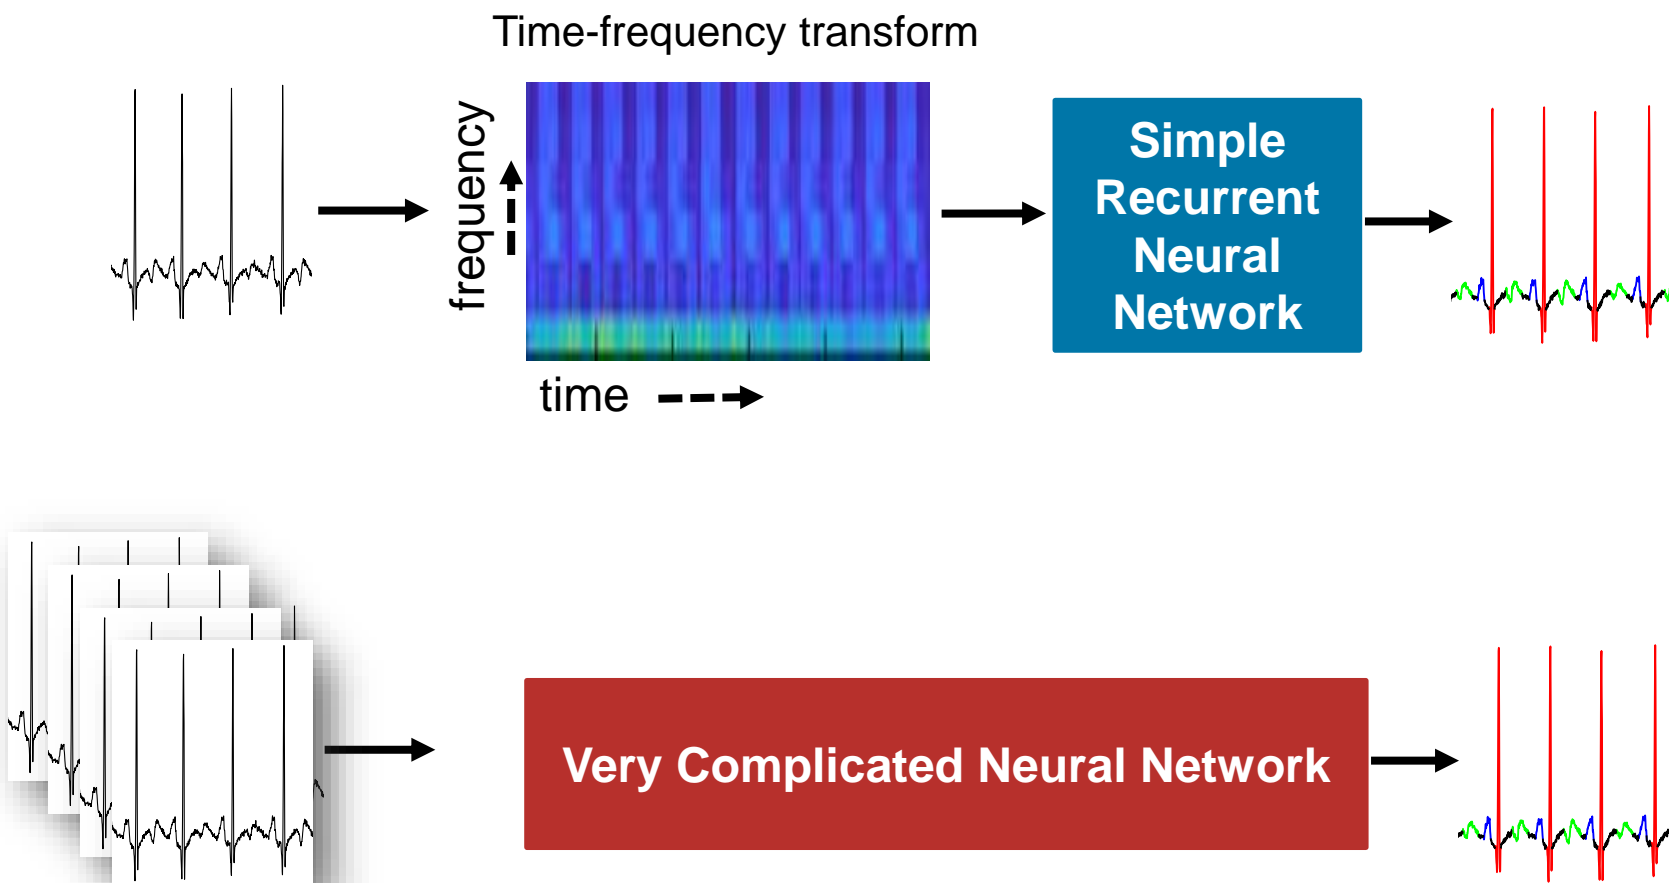 Time-frequency transform
frequency
time
Simple
Recurrent
Neural
Network
Very Complicated Neural Network